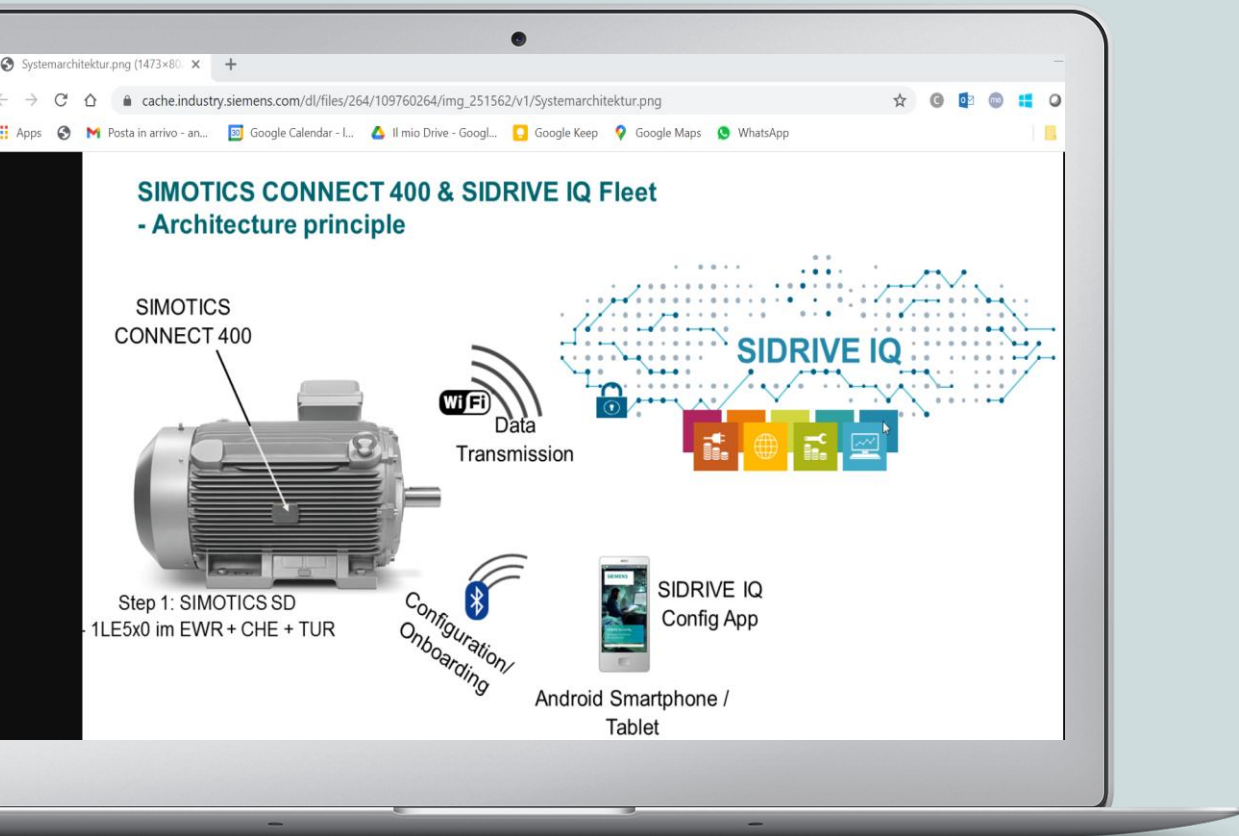 Systemarchitektur.png (1473×80
cache.industry.siemens.com/dl/files/264/109760264/img_251562/v1/Systemarchitektur.png
Apps Posta in arrivo - an... Google Calendar - I... Il mio Drive - Googl... Google Keep Google Maps WhatsApp
SIMOTICS CONNECT 400 & SIDRIVE IQ Fleet
- Architecture principle
SIMOTICS
CONNECT 400
SIDRIVE IQ
WiFi
Data
Transmission
SIEMENS
Step 1: SIMOTICS SD
- 1LE5x0 im EWR + CHE + TUR
Configuration/
Onboarding
SIDRIVE IQ
Config App
Android Smartphone /
Tablet